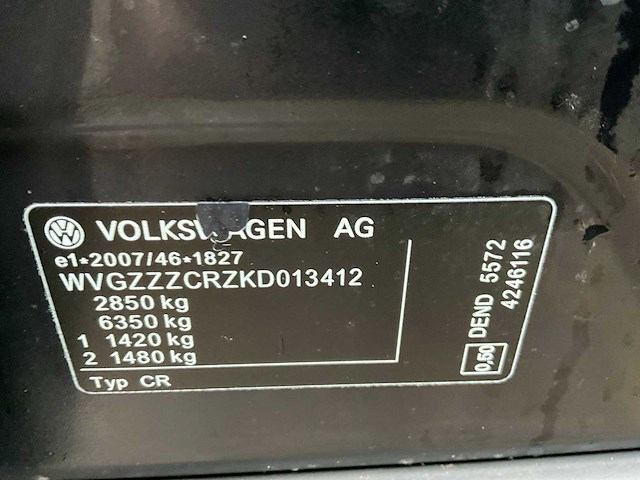 VOLKSWAGEN AG
e1*2007/46*1827
WVGZZZCRZKD013412
2850 kg
6350 kg
1 1420 kg
2 1480 kg
Typ CR
0,50 DEND 5572
4246116